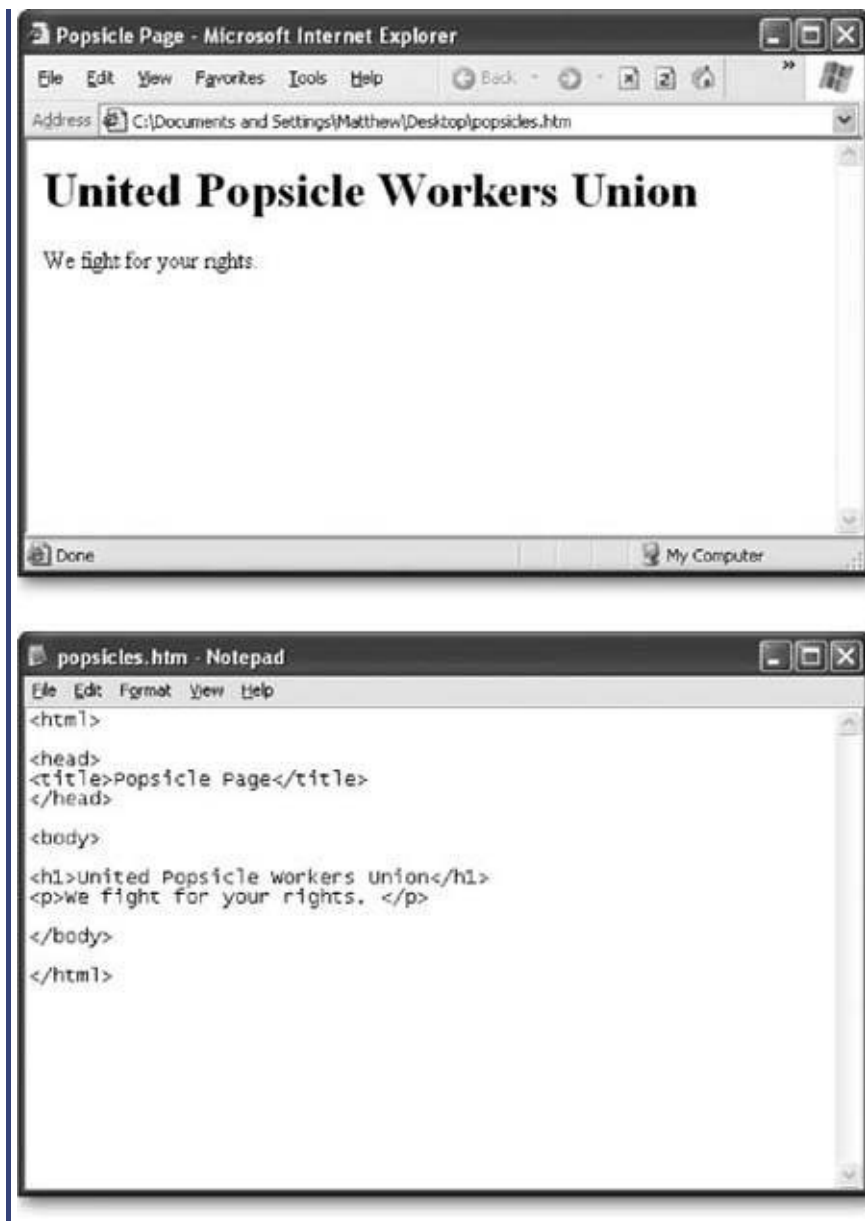 Popsicle Page - Microsoft Internet Explorer
File Edit View Favorites Tools Help Back »
Address C:\Documents and Settings\Matthew\Desktop\popsicles.htm
United Popsicle Workers Union
We fight for your rights.
Done My Computer
popsicles.htm - Notepad
File Edit Format View Help
<html>
<head>
<title>Popsicle Page</title>
</head>
<body>
<h1>United Popsicle Workers Union</h1>
<p>We fight for your rights. </p>
</body>
</html>